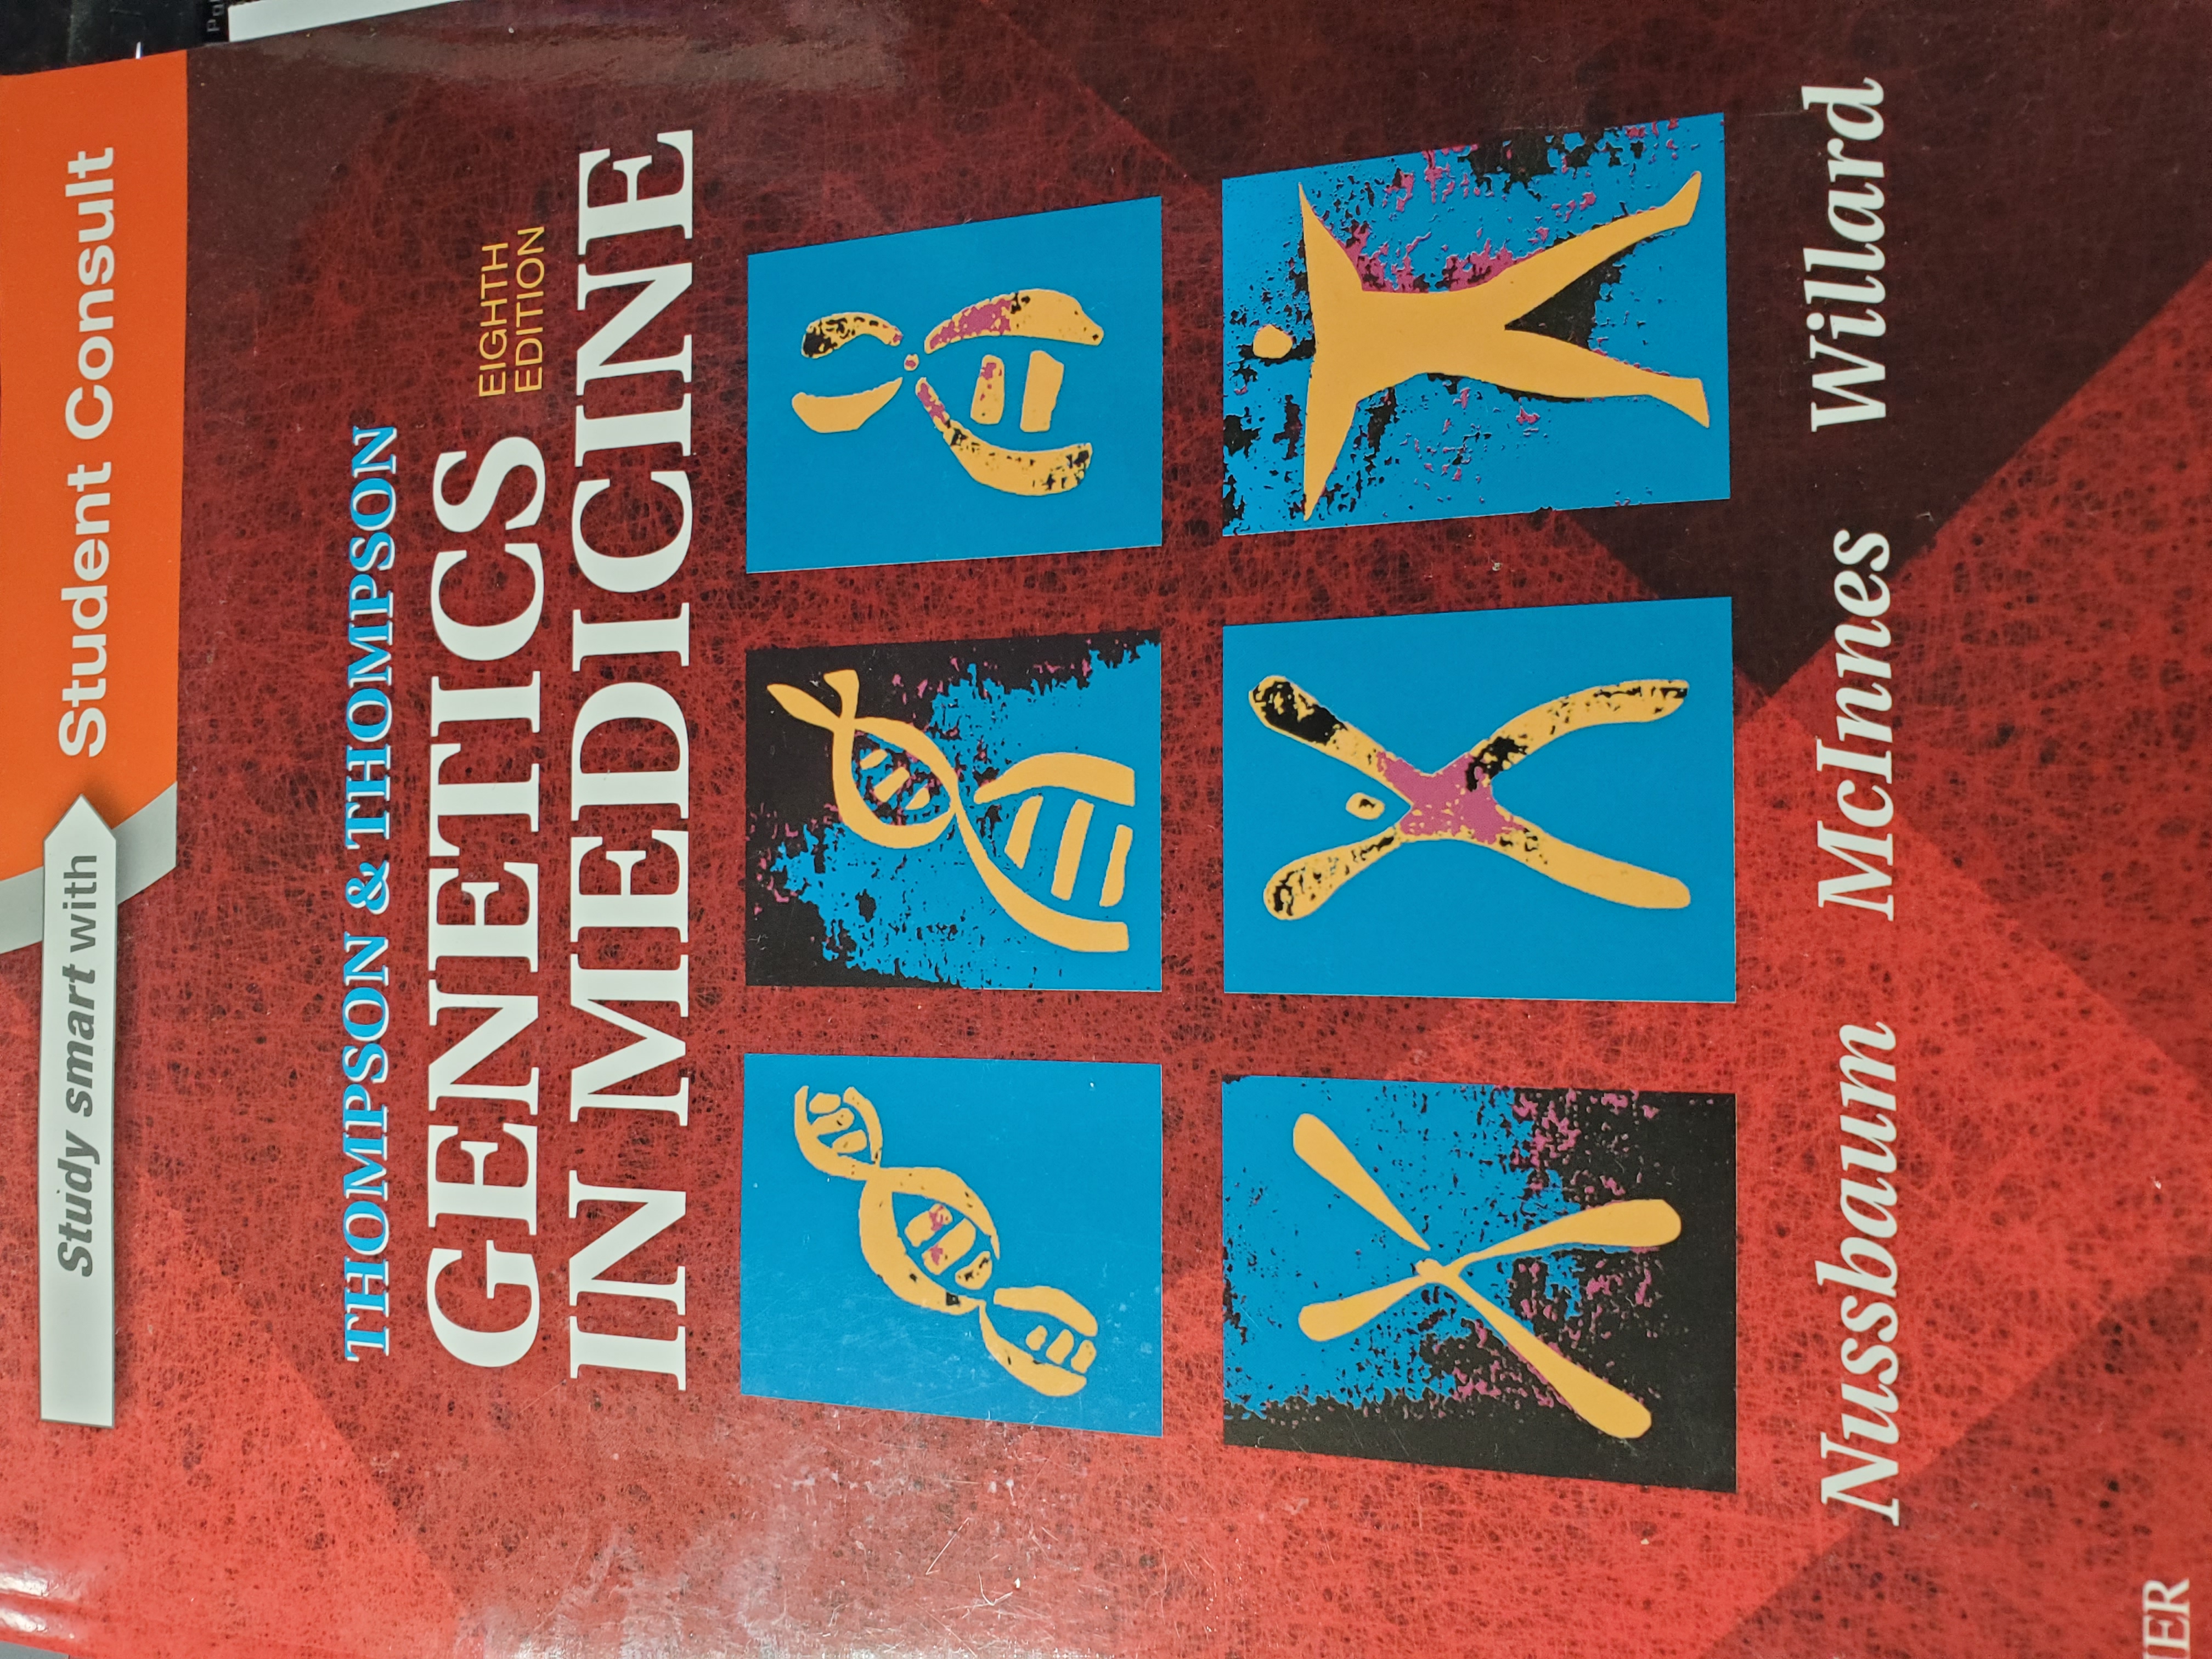 Study smart with Student Consult
THOMPSON & THOMPSON
GENETICS
EIGHTH
EDITION
IN MEDICINE
Nussbaum McInnes Willard